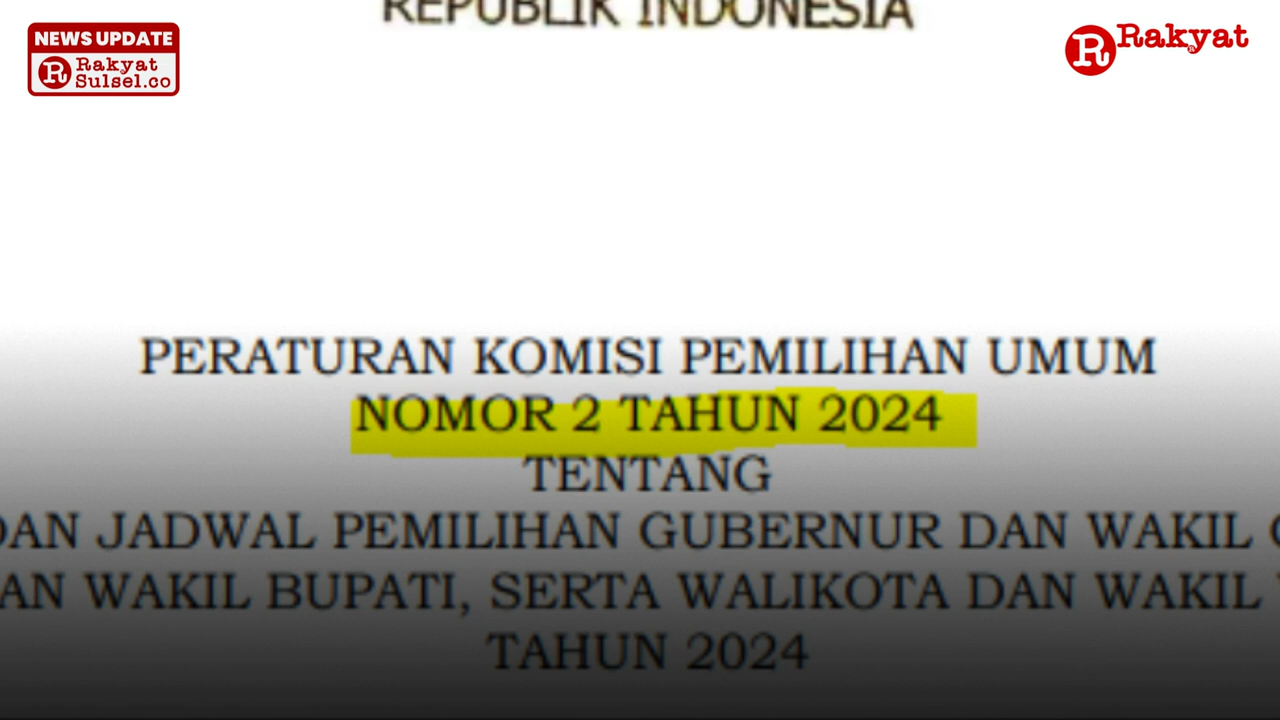 REPUBLIK INDONESIA
NEWS UPDATE
R Rakyat
Sulsel.co
R Rakyat
PERATURAN KOMISI PEMILIHAN UMUM
NOMOR 2 TAHUN 2024
TENTANG
DAN JADWAL PEMILIHAN GUBERNUR DAN WAKIL
WAKIL BUPATI, SERTA WALIKOTA DAN WAKIL
TAHUN 2024